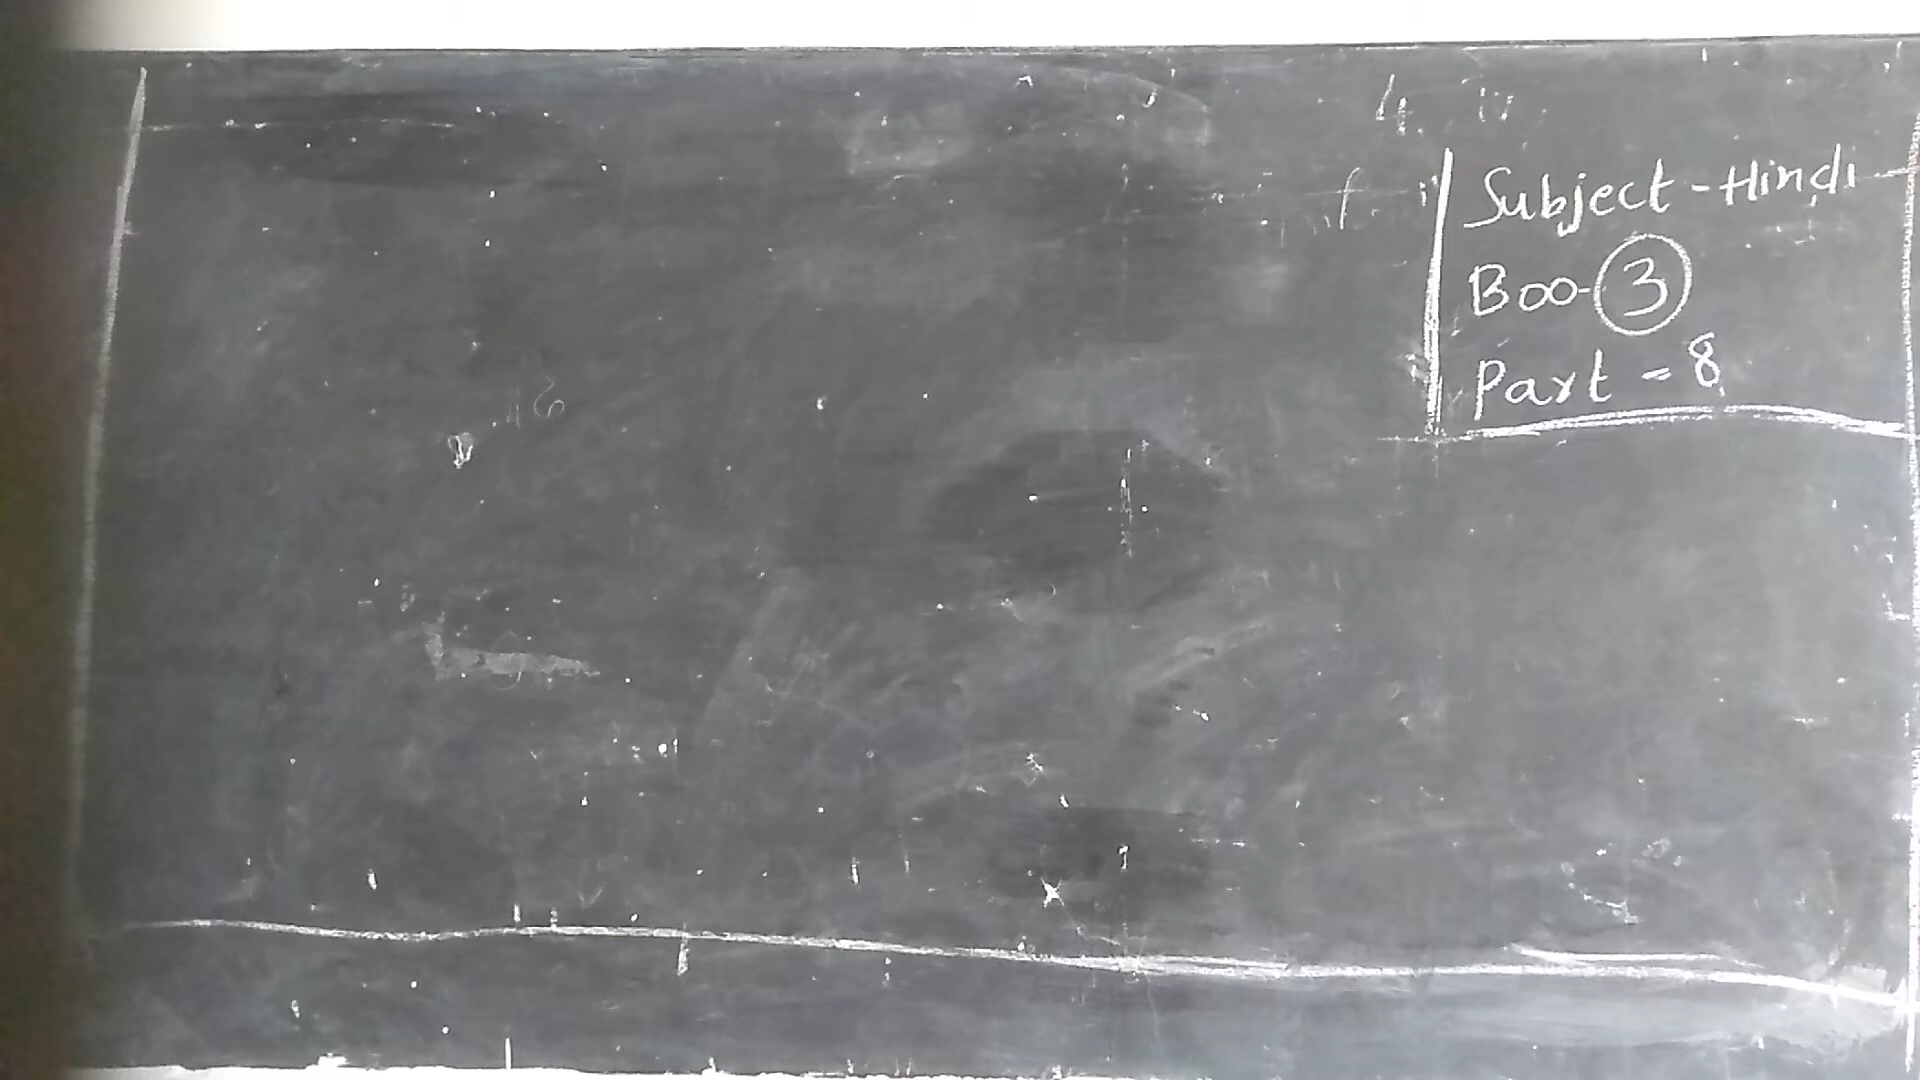 Subject - Hindi
Boo- 3
Part - 8